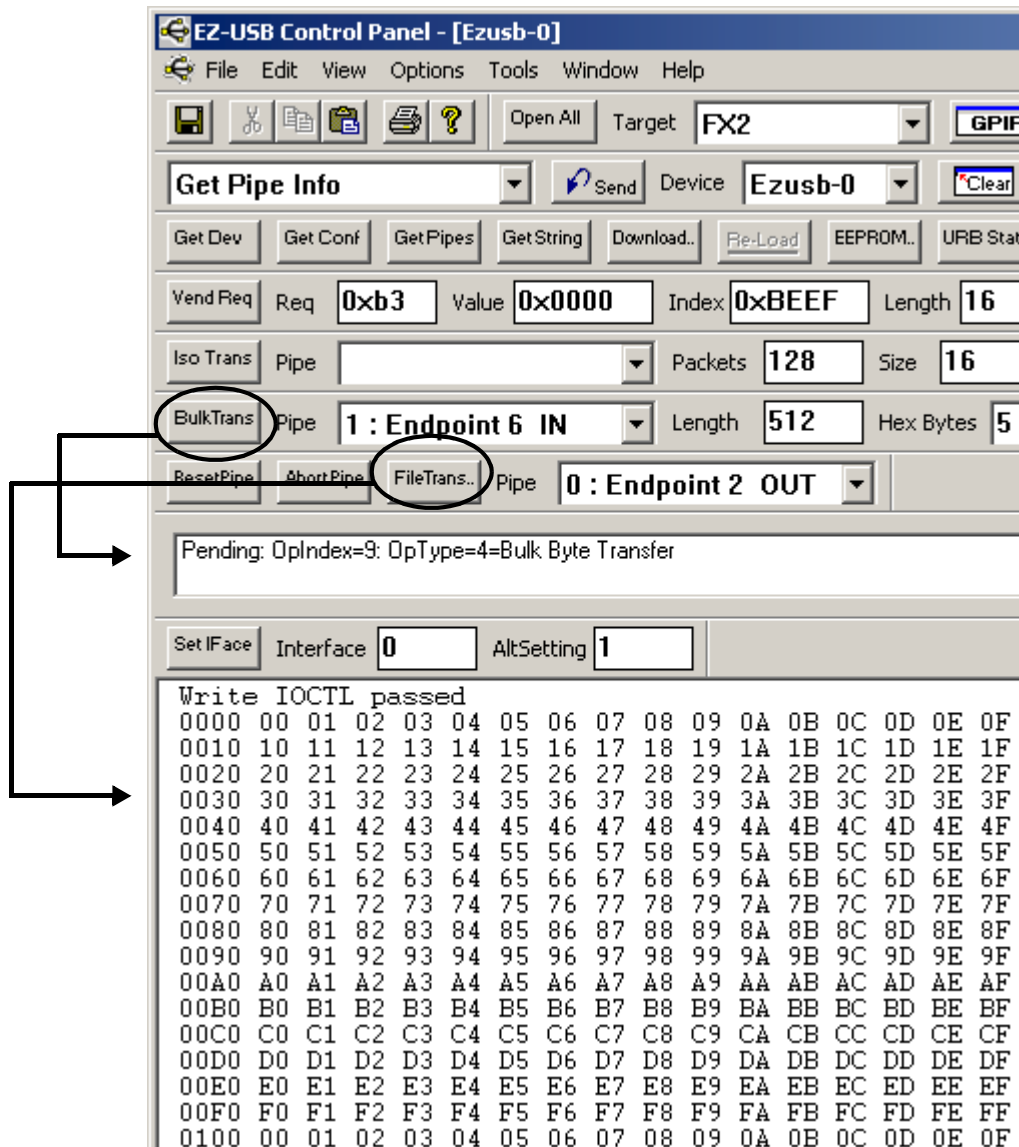 EZ-USB Control Panel - [Ezusb-0]
File Edit View Options Tools Window Help
Open All Target FX2 GPIF
Get Pipe Info Send Device Ezusb-0 Clear
Get Dev Get Conf Get Pipes Get String Download.. Re-Load EEPROM.. URB Stat
Vend Req Req 0xb3 Value 0x0000 Index 0xBEEF Length 16
Iso Trans Pipe Packets 128 Size 16
BulkTrans Pipe 1 : Endpoint 6 IN Length 512 Hex Bytes 5
ResetPipe AbortPipe FileTrans.. Pipe 0 : Endpoint 2 OUT
Pending: OpIndex=9: OpType=4=Bulk Byte Transfer
Set IFace Interface 0 AltSetting 1
Write IOCTL passed
0000 00 01 02 03 04 05 06 07 08 09 0A 0B 0C 0D 0E 0F
0010 10 11 12 13 14 15 16 17 18 19 1A 1B 1C 1D 1E 1F
0020 20 21 22 23 24 25 26 27 28 29 2A 2B 2C 2D 2E 2F
0030 30 31 32 33 34 35 36 37 38 39 3A 3B 3C 3D 3E 3F
0040 40 41 42 43 44 45 46 47 48 49 4A 4B 4C 4D 4E 4F
0050 50 51 52 53 54 55 56 57 58 59 5A 5B 5C 5D 5E 5F
0060 60 61 62 63 64 65 66 67 68 69 6A 6B 6C 6D 6E 6F
0070 70 71 72 73 74 75 76 77 78 79 7A 7B 7C 7D 7E 7F
0080 80 81 82 83 84 85 86 87 88 89 8A 8B 8C 8D 8E 8F
0090 90 91 92 93 94 95 96 97 98 99 9A 9B 9C 9D 9E 9F
00A0 A0 A1 A2 A3 A4 A5 A6 A7 A8 A9 AA AB AC AD AE AF
00B0 B0 B1 B2 B3 B4 B5 B6 B7 B8 B9 BA BB BC BD BE BF
00C0 C0 C1 C2 C3 C4 C5 C6 C7 C8 C9 CA CB CC CD CE CF
00D0 D0 D1 D2 D3 D4 D5 D6 D7 D8 D9 DA DB DC DD DE DF
00E0 E0 E1 E2 E3 E4 E5 E6 E7 E8 E9 EA EB EC ED EE EF
00F0 F0 F1 F2 F3 F4 F5 F6 F7 F8 F9 FA FB FC FD FE FF
0100 00 01 02 03 04 05 06 07 08 09 0A 0B 0C 0D 0E 0F